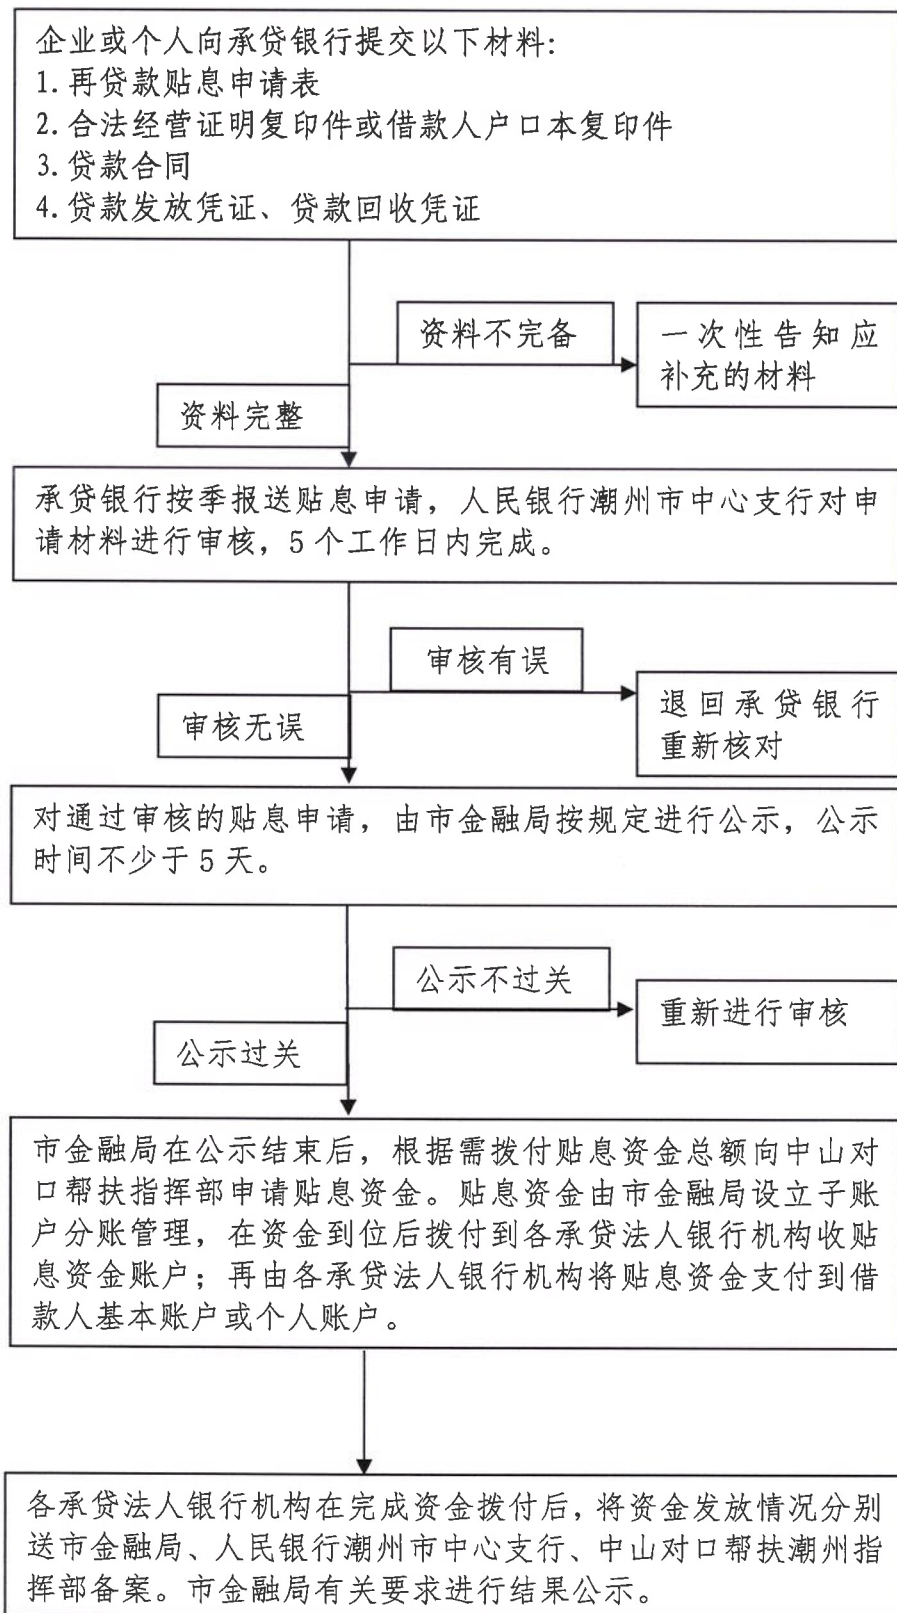 企业或个人向承贷银行提交以下材料:
1.再贷款贴息申请表
2.合法经营证明复印件或借款人户口本复印件
3.贷款合同
4.贷款发放凭证、贷款回收凭证
资料不完备
一次性告知应
补充的材料
资料完整
承贷银行按季报送贴息申请，人民银行潮州市中心支行对申
请材料进行审核，5个工作日内完成。
审核有误
退回承贷银行
重新核对
审核无误
对通过审核的贴息申请，由市金融局按规定进行公示，公示
时间不少于5天。
公示不过关
重新进行审核
公示过关
市金融局在公示结束后，根据需拨付贴息资金总额向中山对
口帮扶指挥部申请贴息资金。贴息资金由市金融局设立子账
户分账管理，在资金到位后拨付到各承贷法人银行机构收贴
息资金账户；再由各承贷法人银行机构将贴息资金支付到借
款人基本账户或个人账户。
各承贷法人银行机构在完成资金拨付后，将资金发放情况分别
送市金融局、人民银行潮州市中心支行、中山对口帮扶潮州指
挥部备案。市金融局有关要求进行结果公示。